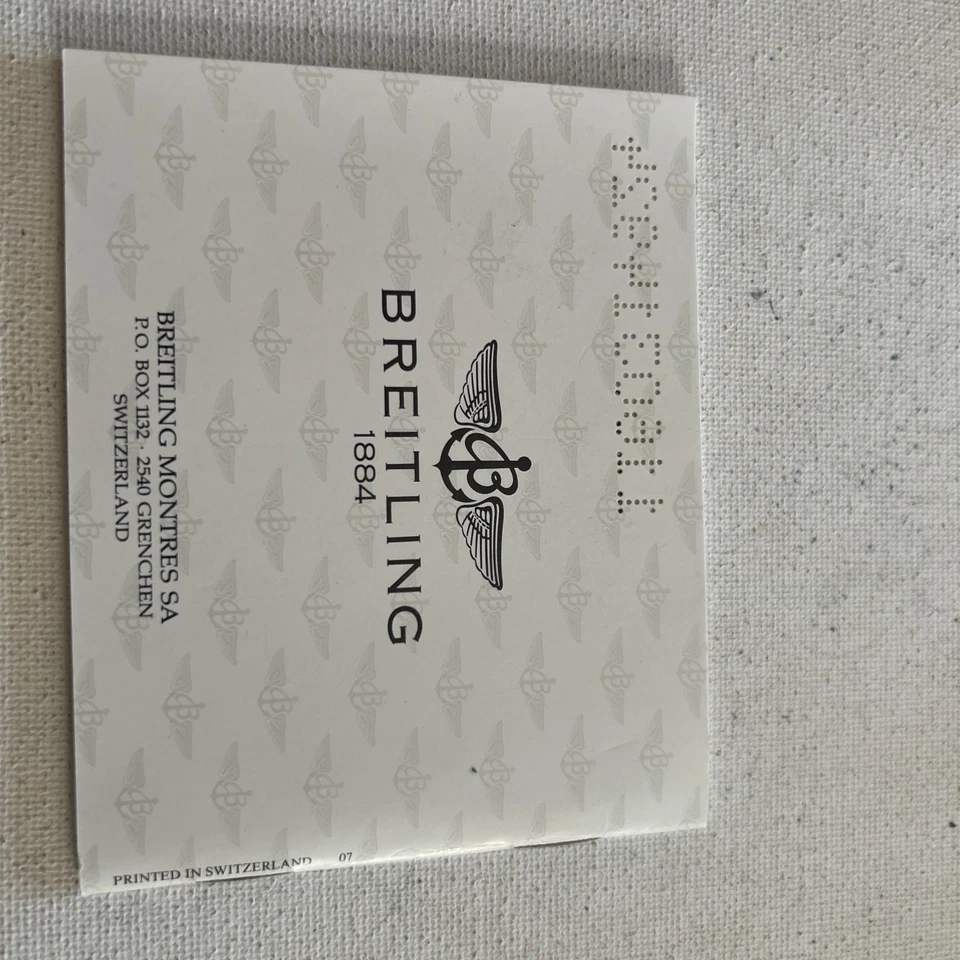 BREITLING
1884
BREITLING MONTRES SA
P.O. BOX 1132 · 2540 GRENCHEN
SWITZERLAND
PRINTED IN SWITZERLAND 07